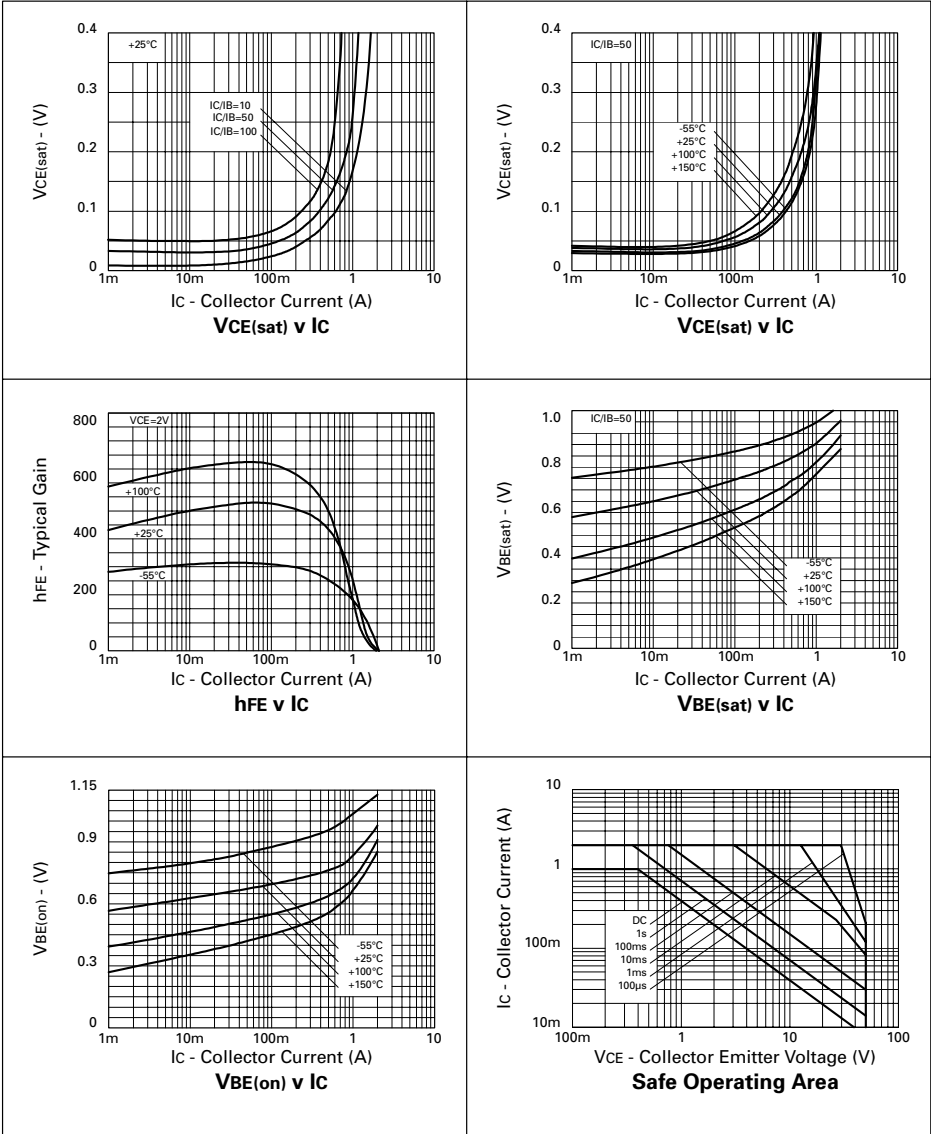 0.4
+25°C
0.3
IC/IB=10
IC/IB=50
IC/IB=100
0.2
0.1
0
VCE(sat) - (V)
1m 10m 100m 1 10
IC - Collector Current (A)
VCE(sat) v IC
0.4
IC/IB=50
0.3
-55°C
+25°C
+100°C
+150°C
0.2
0.1
0
VCE(sat) - (V)
1m 10m 100m 1 10
IC - Collector Current (A)
VCE(sat) v IC
800
VCE=2V
600
+100°C
400
+25°C
200
-55°C
0
hFE - Typical Gain
1m 10m 100m 1 10
IC - Collector Current (A)
hFE v IC
1.0
IC/IB=50
0.8
0.6
0.4
-55°C
+25°C
+100°C
+150°C
0.2
0
VBE(sat) - (V)
1m 10m 100m 1 10
IC - Collector Current (A)
VBE(sat) v IC
1.15
0.9
0.6
0.3
-55°C
+25°C
+100°C
+150°C
0
VBE(on) - (V)
1m 10m 100m 1 10
IC - Collector Current (A)
VBE(on) v IC
10
1
100m
10m
DC
1s
100ms
10ms
1ms
100µs
IC - Collector Current (A)
100m 1 10 100
VCE - Collector Emitter Voltage (V)
Safe Operating Area